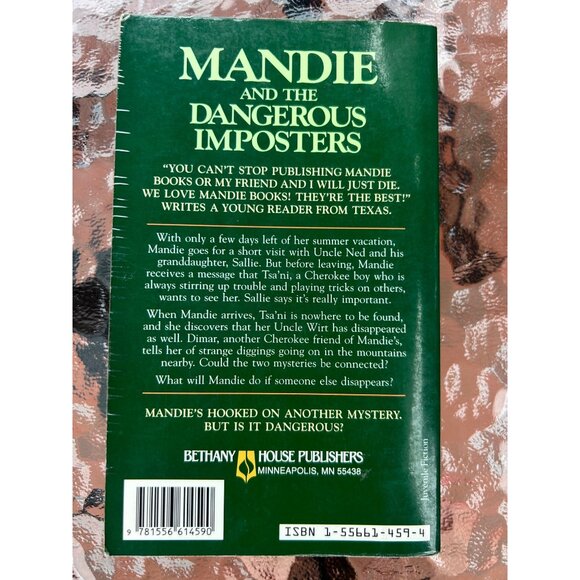 MANDIE
AND THE
DANGEROUS
IMPOSTERS
"YOU CAN'T STOP PUBLISHING MANDIE
BOOKS OR MY FRIEND AND I WILL JUST DIE.
WE LOVE MANDIE BOOKS! THEY'RE THE BEST!"
WRITES A YOUNG READER FROM TEXAS.
With only a few days left of her summer vacation,
Mandie goes for a short visit with Uncle Ned and his
granddaughter, Sallie. But before leaving, Mandie
receives a message that Tsa'ni, a Cherokee boy who is
always stirring up trouble and playing tricks on others,
wants to see her. Sallie says it's really important.
When Mandie arrives, Tsa'ni is nowhere to be found,
and she discovers that her Uncle Wirt has disappeared
as well. Dimar, another Cherokee friend of Mandie's,
tells her of strange diggings going on in the mountains
nearby. Could the two mysteries be connected?
What will Mandie do if someone else disappears?
MANDIE'S HOOKED ON ANOTHER MYSTERY.
BUT IS IT DANGEROUS?
BETHANY HOUSE PUBLISHERS
MINNEAPOLIS, MN 55438
Juvenile Fiction
9 781556 614590
ISBN 1-55661-459-4